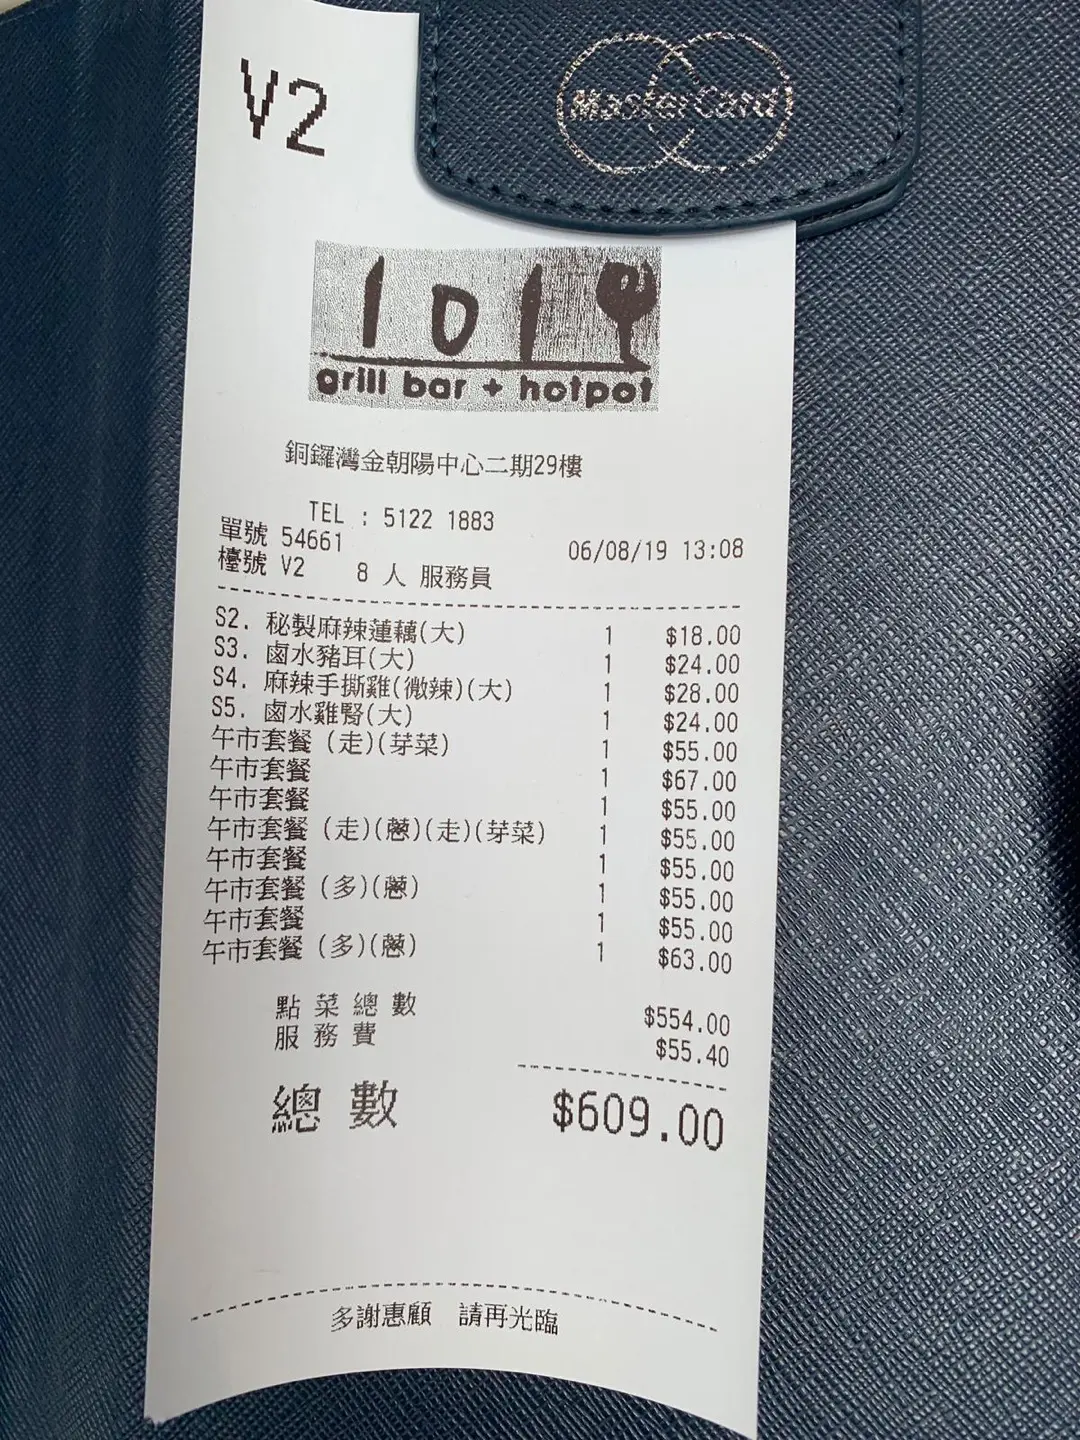 V2
MasterCard
101
grill bar + hotpot
銅鑼灣金朝陽中心二期29樓
TEL : 5122 1883
單號 54661 06/08/19 13:08
檯號 V2 8 人 服務員
S2. 秘製麻辣蓮藕(大) 1 $18.00
S3. 鹵水豬耳(大) 1 $24.00
S4. 麻辣手撕雞(微辣)(大) 1 $28.00
S5. 鹵水雞腎(大) 1 $24.00
午市套餐 (走)(芽菜) 1 $55.00
午市套餐 1 $67.00
午市套餐 1 $55.00
午市套餐 (走)(蔥)(走)(芽菜) 1 $55.00
午市套餐 1 $55.00
午市套餐 (多)(蔥) 1 $55.00
午市套餐 1 $55.00
午市套餐 (多)(蔥) 1 $63.00
點菜總數 $554.00
服務費 $55.40
總數 $609.00
多謝惠顧 請再光臨